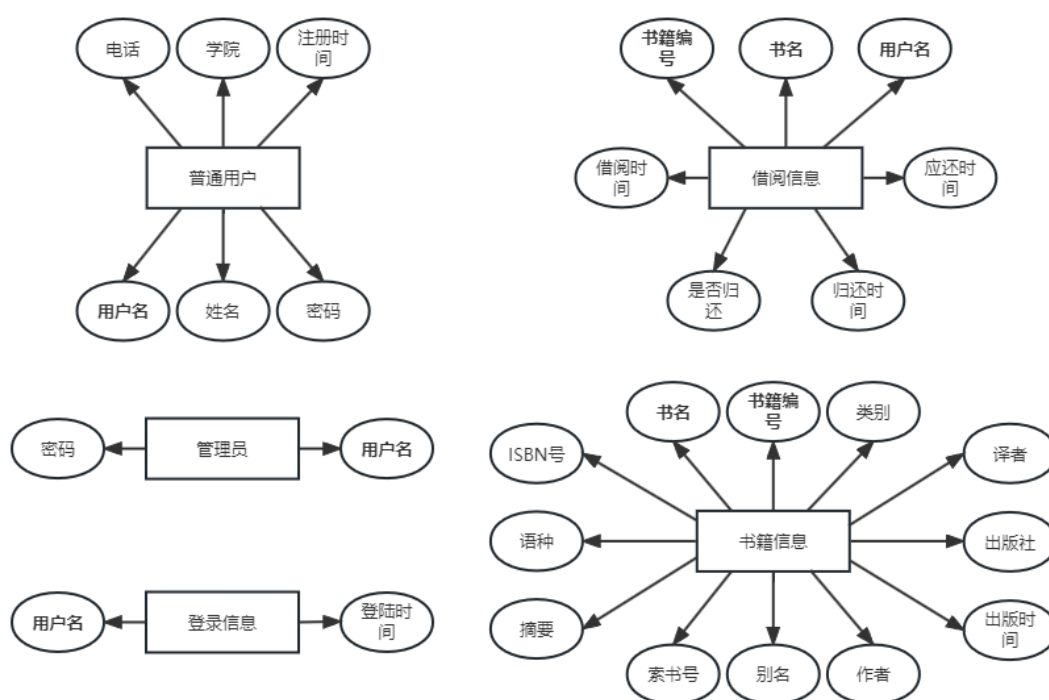 电话
学院
注册时
间
普通用户
用户名
姓名
密码
书籍编
号
书名
用户名
借阅时
间
借阅信息
应还时
间
是否归
还
归还时
间
密码
管理员
用户名
用户名
登录信息
登陆时
间
书名
书籍编
号
类别
ISBN号
译者
语种
书籍信息
出版社
摘要
出版时
间
素书号
别名
作者